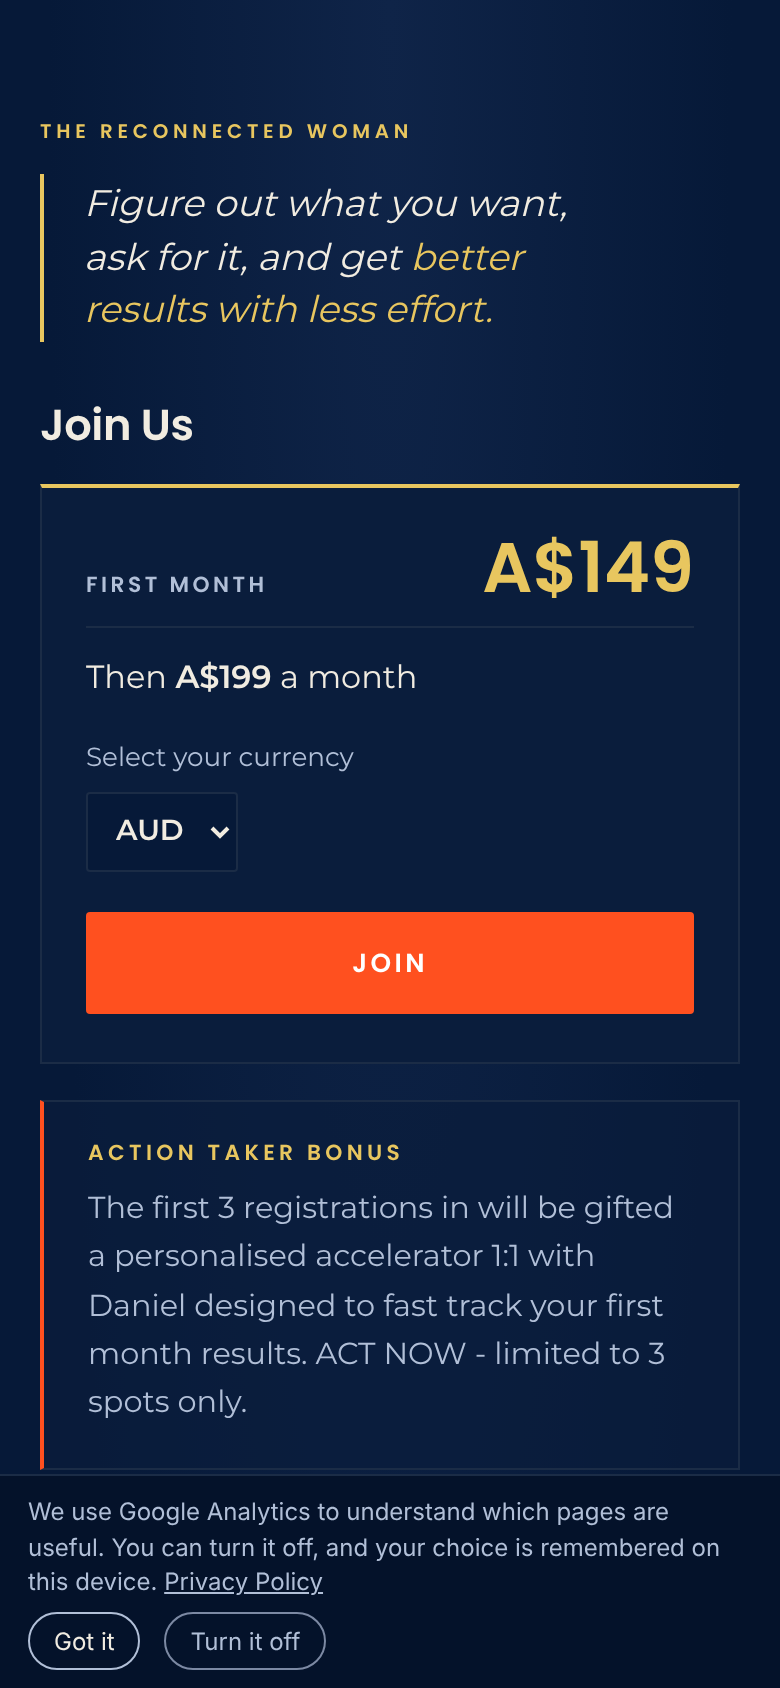 THE RECONNECTED WOMAN
Figure out what you want,
ask for it, and get better
results with less effort.
Join Us
FIRST MONTH A$149
Then A$199 a month
Select your currency
AUD
JOIN
ACTION TAKER BONUS
The first 3 registrations in will be gifted
a personalised accelerator 1:1 with
Daniel designed to fast track your first
month results. ACT NOW - limited to 3
spots only.
We use Google Analytics to understand which pages are
useful. You can turn it off, and your choice is remembered on
this device. Privacy Policy
Got it Turn it off